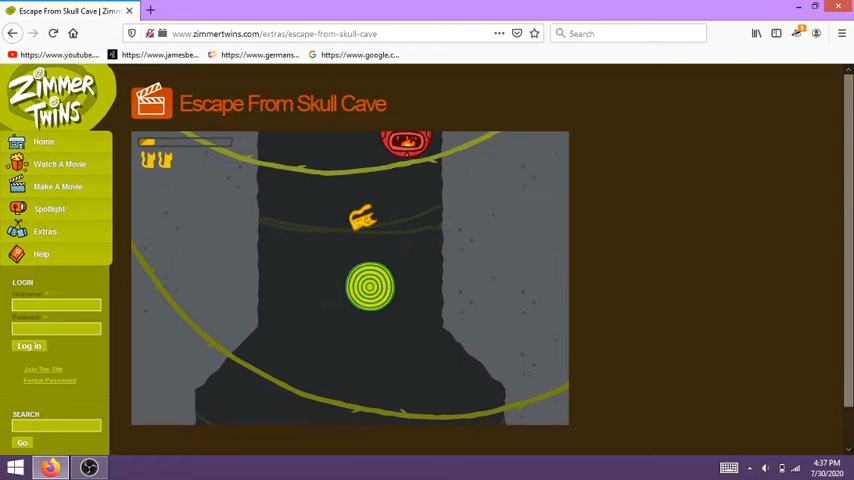 Escape From Skull Cave | Zimm
www.zimmertwins.com/extras/escape-from-skull-cave
Search
https://www.youtube....
https://www.jamesbe...
https://www.germans...
https://www.google.c...
ZIMMER
TWINS
Escape From Skull Cave
Home
Watch A Movie
Make A Movie
Spotlight
Extras
Help
LOGIN
Nickname: *
Password: *
Log in
Join The Site
Forgot Password
SEARCH
Go
4:37 PM
7/30/2020